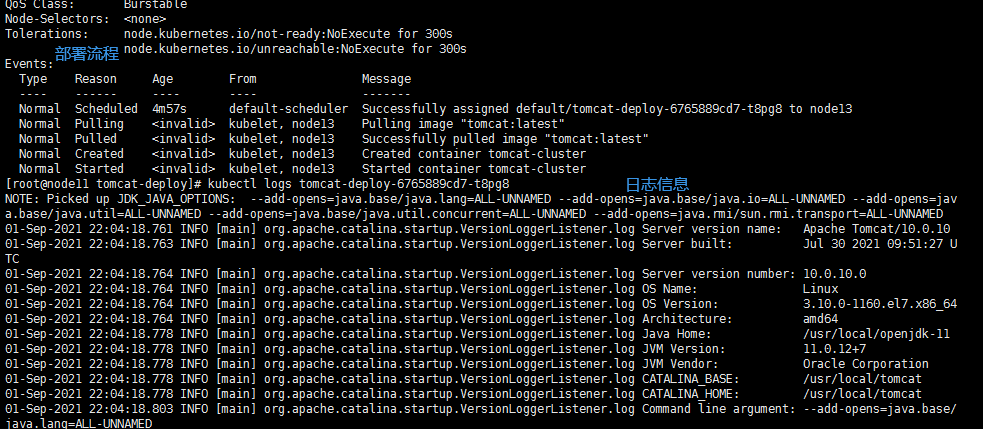 QoS Class:       Burstable
Node-Selectors:  <none>
Tolerations:     node.kubernetes.io/not-ready:NoExecute for 300s
node.kubernetes.io/unreachable:NoExecute for 300s
部署流程
Events:
Type    Reason     Age        From               Message
----    ------     ----       ----               -------
Normal  Scheduled  4m57s      default-scheduler  Successfully assigned default/tomcat-deploy-6765889cd7-t8pg8 to node13
Normal  Pulling    <invalid>  kubelet, node13    Pulling image "tomcat:latest"
Normal  Pulled     <invalid>  kubelet, node13    Successfully pulled image "tomcat:latest"
Normal  Created    <invalid>  kubelet, node13    Created container tomcat-cluster
Normal  Started    <invalid>  kubelet, node13    Started container tomcat-cluster
[root@node11 tomcat-deploy]# kubectl logs tomcat-deploy-6765889cd7-t8pg8
日志信息
NOTE: Picked up JDK_JAVA_OPTIONS:  --add-opens=java.base/java.lang=ALL-UNNAMED --add-opens=java.base/java.io=ALL-UNNAMED --add-opens=jav
a.base/java.util=ALL-UNNAMED --add-opens=java.base/java.util.concurrent=ALL-UNNAMED --add-opens=java.rmi/sun.rmi.transport=ALL-UNNAMED
01-Sep-2021 22:04:18.761 INFO [main] org.apache.catalina.startup.VersionLoggerListener.log Server version name:   Apache Tomcat/10.0.10
01-Sep-2021 22:04:18.763 INFO [main] org.apache.catalina.startup.VersionLoggerListener.log Server built:          Jul 30 2021 09:51:27 U
TC
01-Sep-2021 22:04:18.764 INFO [main] org.apache.catalina.startup.VersionLoggerListener.log Server version number: 10.0.10.0
01-Sep-2021 22:04:18.764 INFO [main] org.apache.catalina.startup.VersionLoggerListener.log OS Name:               Linux
01-Sep-2021 22:04:18.764 INFO [main] org.apache.catalina.startup.VersionLoggerListener.log OS Version:            3.10.0-1160.el7.x86_64
01-Sep-2021 22:04:18.764 INFO [main] org.apache.catalina.startup.VersionLoggerListener.log Architecture:          amd64
01-Sep-2021 22:04:18.778 INFO [main] org.apache.catalina.startup.VersionLoggerListener.log Java Home:             /usr/local/openjdk-11
01-Sep-2021 22:04:18.778 INFO [main] org.apache.catalina.startup.VersionLoggerListener.log JVM Version:           11.0.12+7
01-Sep-2021 22:04:18.778 INFO [main] org.apache.catalina.startup.VersionLoggerListener.log JVM Vendor:            Oracle Corporation
01-Sep-2021 22:04:18.778 INFO [main] org.apache.catalina.startup.VersionLoggerListener.log CATALINA_BASE:         /usr/local/tomcat
01-Sep-2021 22:04:18.778 INFO [main] org.apache.catalina.startup.VersionLoggerListener.log CATALINA_HOME:         /usr/local/tomcat
01-Sep-2021 22:04:18.803 INFO [main] org.apache.catalina.startup.VersionLoggerListener.log Command line argument: --add-opens=java.base/
java.lang=ALL-UNNAMED